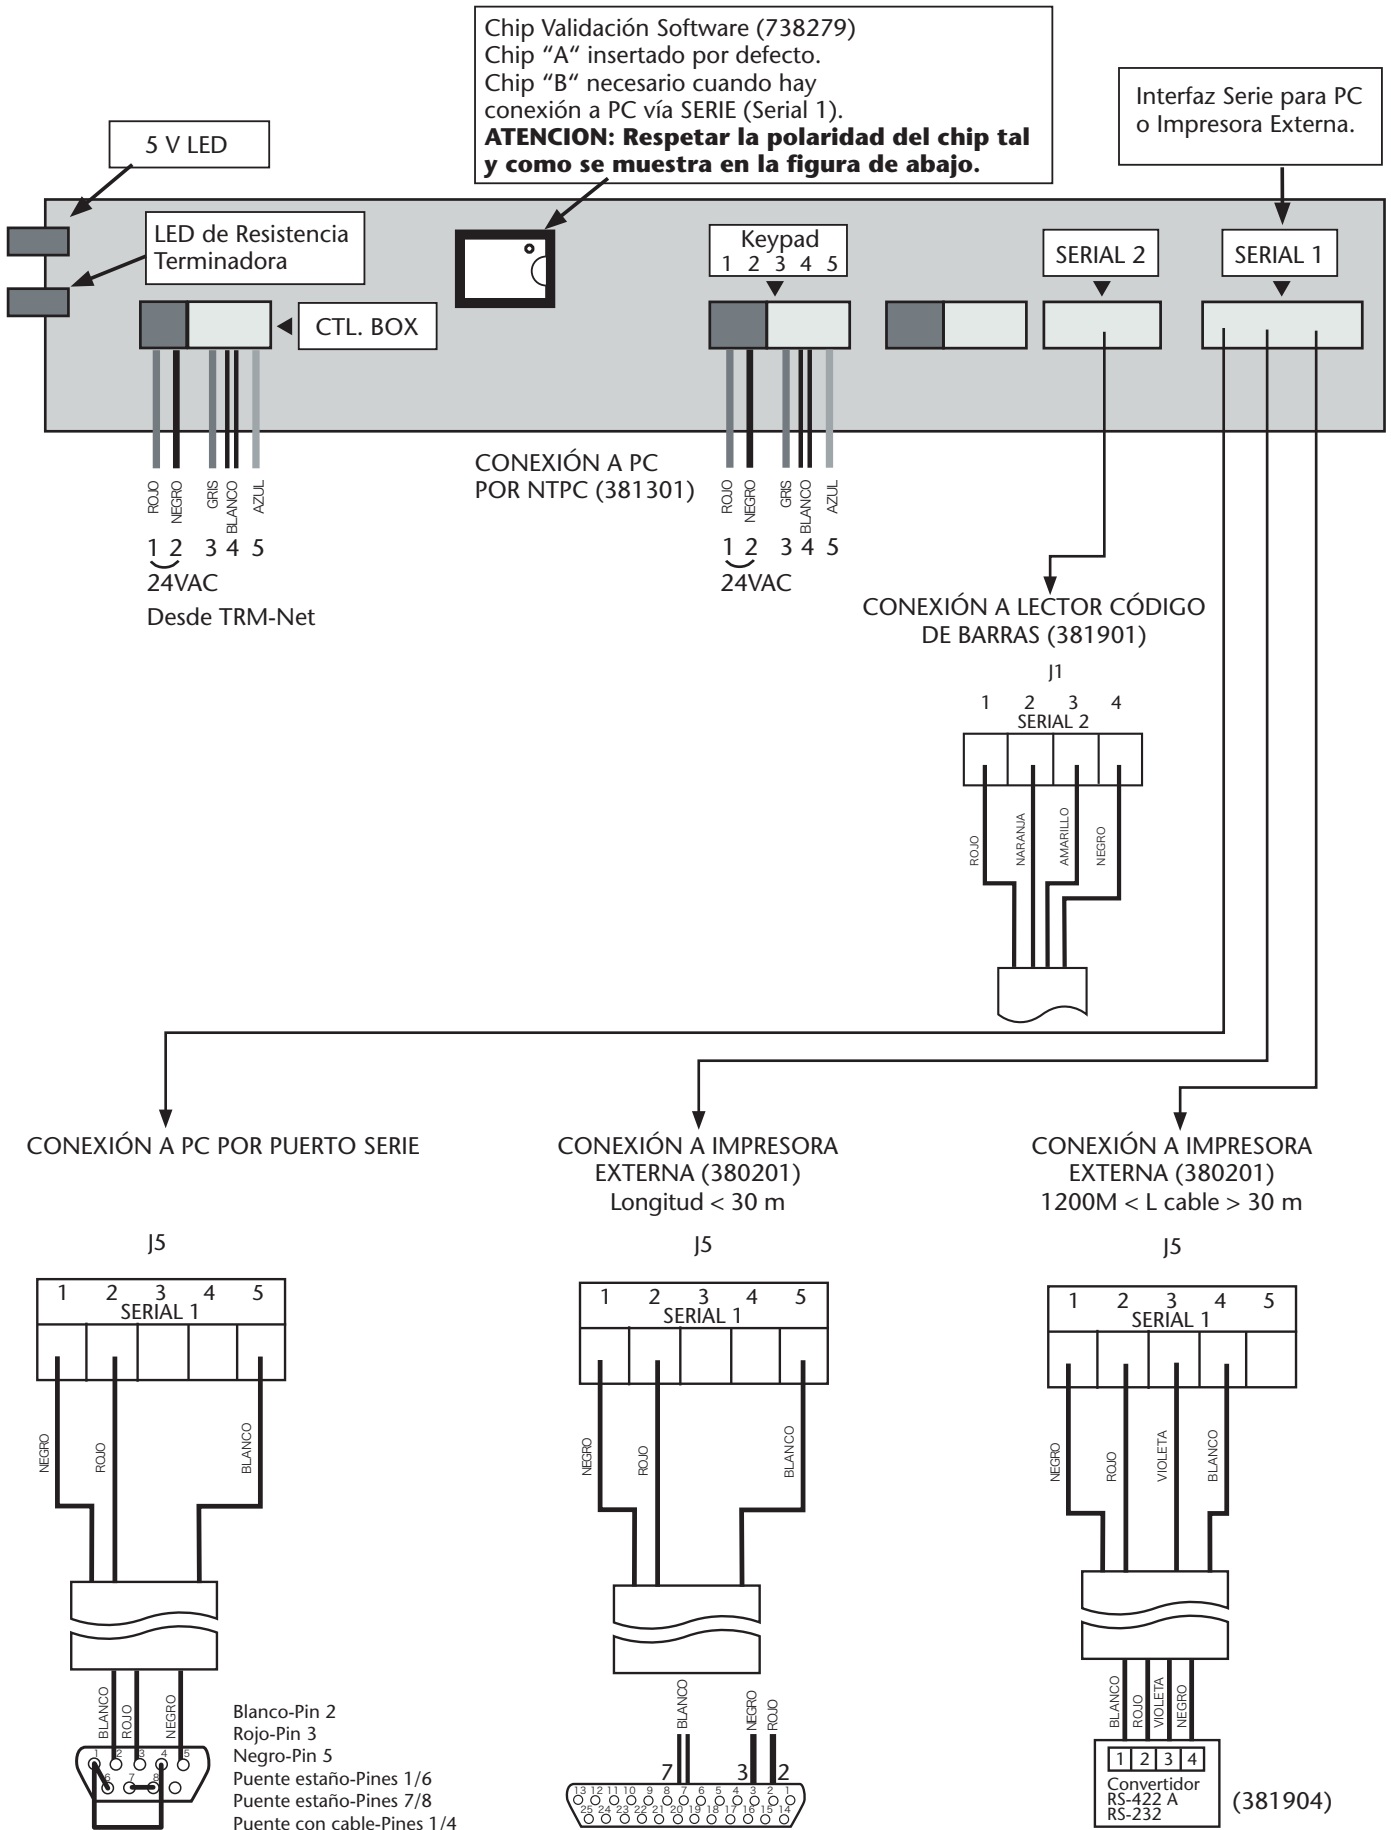 Chip Validación Software (738279)
Chip “A“ insertado por defecto.
Chip “B“ necesario cuando hay
conexión a PC vía SERIE (Serial 1).
ATENCION: Respetar la polaridad del chip tal
y como se muestra en la figura de abajo.
Interfaz Serie para PC
o Impresora Externa.
5 V LED
LED de Resistencia
Terminadora
CTL. BOX
Keypad
1 2 3 4 5
SERIAL 2
SERIAL 1
ROJO
NEGRO
GRIS
BLANCO
AZUL
1 2 3 4 5
24VAC
Desde TRM-Net
CONEXIÓN A PC
POR NTPC (381301)
ROJO
NEGRO
GRIS
BLANCO
AZUL
1 2 3 4 5
24VAC
CONEXIÓN A LECTOR CÓDIGO
DE BARRAS (381901)
J1
1 2 3 4
SERIAL 2
ROJO
NARANJA
AMARILLO
NEGRO
CONEXIÓN A PC POR PUERTO SERIE
J5
1 2 3 4 5
SERIAL 1
NEGRO
ROJO
BLANCO
BLANCO
ROJO
NEGRO
1 2 3 4 5
6 7 8
Blanco-Pin 2
Rojo-Pin 3
Negro-Pin 5
Puente estaño-Pines 1/6
Puente estaño-Pines 7/8
Puente con cable-Pines 1/4
CONEXIÓN A IMPRESORA
EXTERNA (380201)
Longitud < 30 m
J5
1 2 3 4 5
SERIAL 1
NEGRO
ROJO
BLANCO
BLANCO
NEGRO
ROJO
7 3 2
13 12 11 10 9 8 7 6 5 4 3 2 1
25 24 23 22 21 20 19 18 17 16 15 14
CONEXIÓN A IMPRESORA
EXTERNA (380201)
1200M < L cable > 30 m
J5
1 2 3 4 5
SERIAL 1
NEGRO
ROJO
VIOLETA
BLANCO
BLANCO
ROJO
VIOLETA
NEGRO
1 2 3 4
Convertidor
RS-422 A
RS-232
(381904)